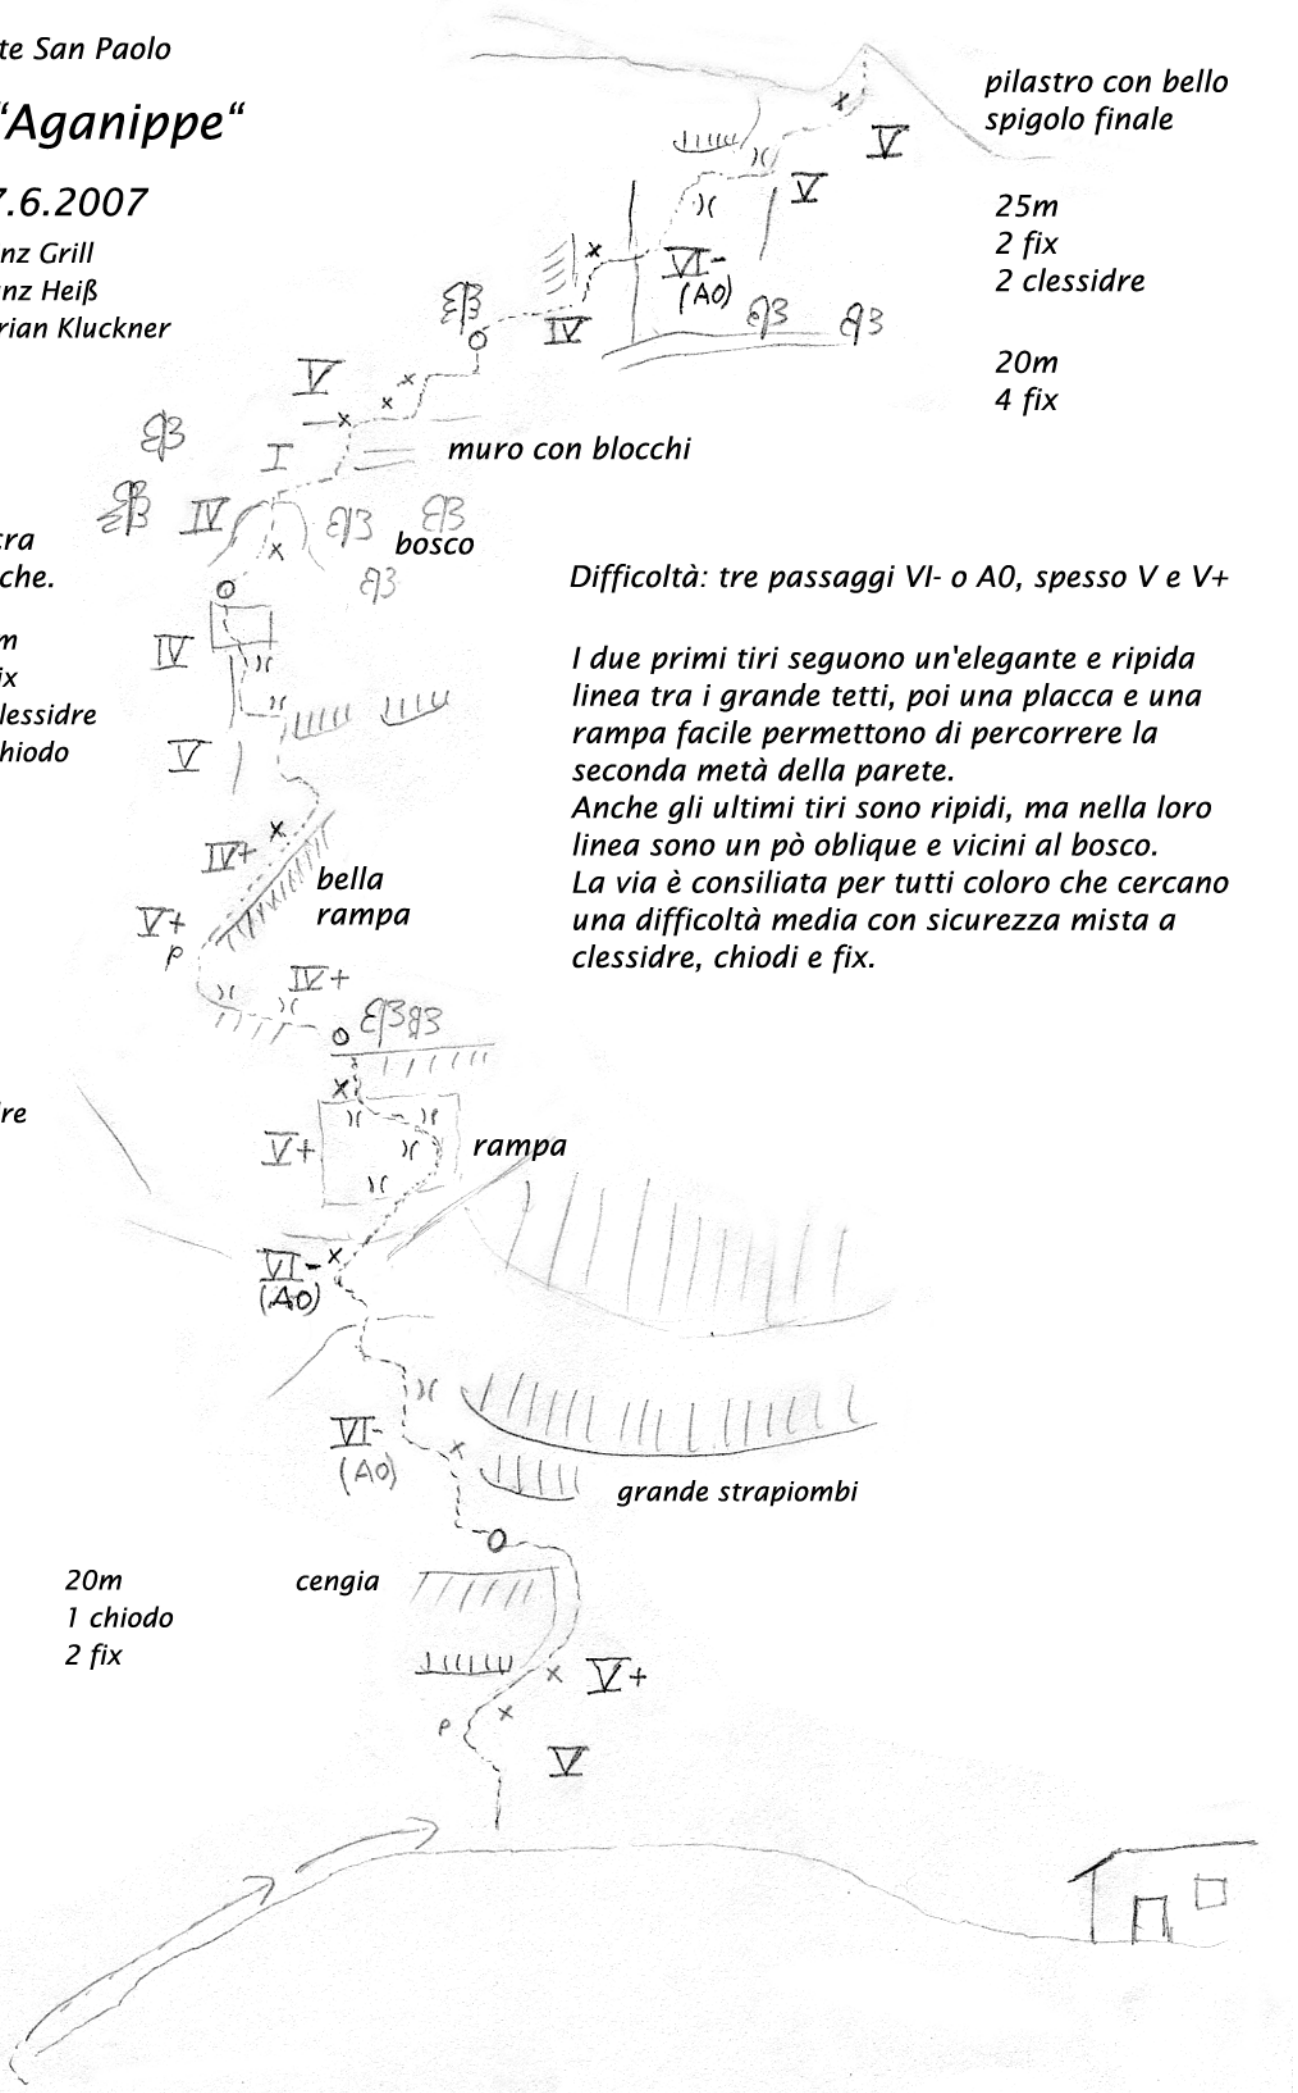 te San Paolo
"Aganippe"
7.6.2007
nz Grill
nz Heiß
rian Kluckner
pilastro con bello
spigolo finale
V
V
25m
2 fix
2 clessidre
VI-
(A0)
IV
20m
4 fix
V
I
muro con blocchi
IV
bosco
cra
che.
m
ix
lessidre
hiodo
Difficoltà: tre passaggi VI- o A0, spesso V e V+
I due primi tiri seguono un'elegante e ripida
linea tra i grande tetti, poi una placca e una
rampa facile permettono di percorrere la
seconda metà della parete.
Anche gli ultimi tiri sono ripidi, ma nella loro
linea sono un pò oblique e vicini al bosco.
La via è consiliata per tutti coloro che cercano
una difficoltà media con sicurezza mista a
clessidre, chiodi e fix.
IV
V
IV+
bella
rampa
V+
P
IV+
re
V+
rampa
VI-
(A0)
VI-
(A0)
grande strapiombi
20m
1 chiodo
2 fix
cengia
V+
P
V